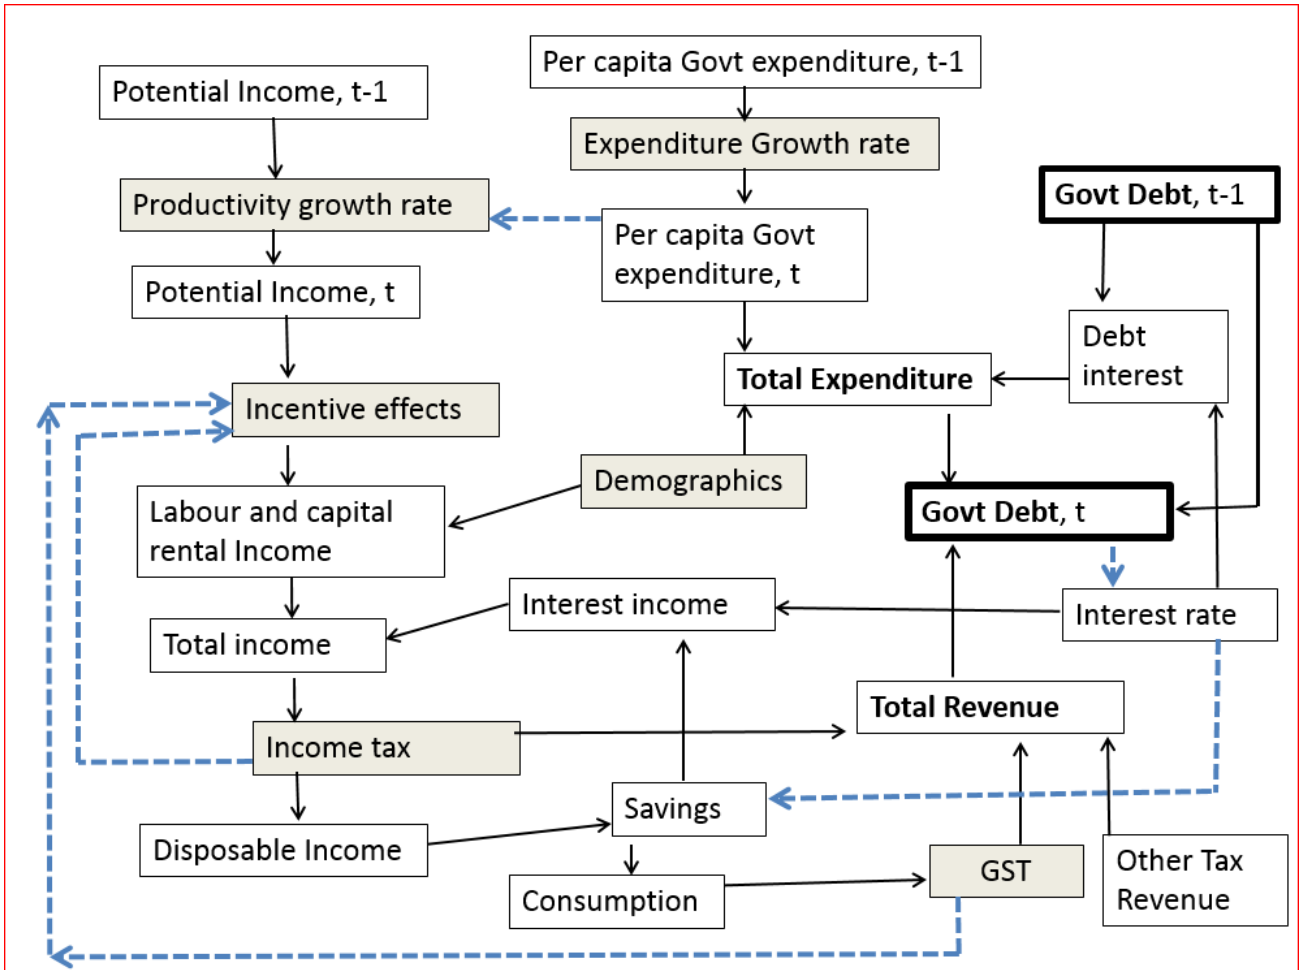 Per capita Govt expenditure, t-1
Potential Income, t-1
Expenditure Growth rate
Govt Debt, t-1
Productivity growth rate
Per capita Govt
expenditure, t
Potential Income, t
Debt
interest
Total Expenditure
Incentive effects
Demographics
Labour and capital
rental Income
Govt Debt, t
Interest income
Interest rate
Total income
Total Revenue
Income tax
Savings
Disposable Income
GST
Other Tax
Revenue
Consumption